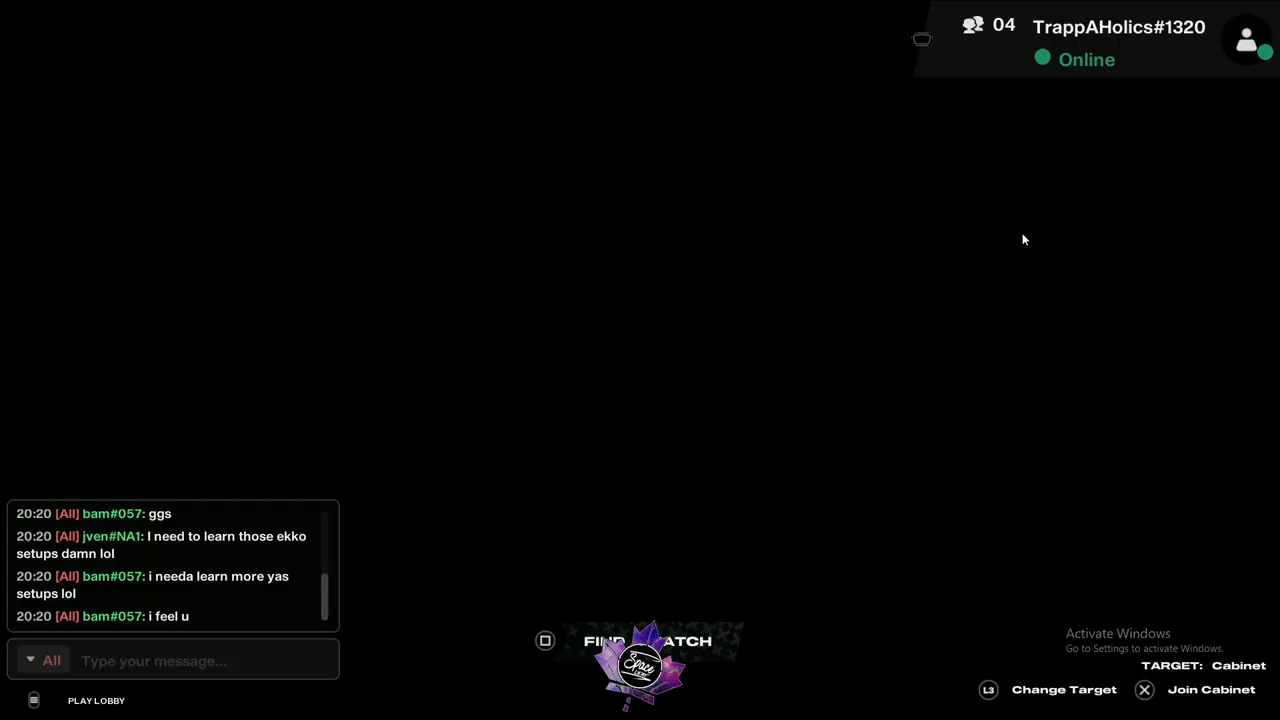 04 TrappAHolics#1320
Online
20:20 [All] bam#057: ggs
20:20 [All] jven#NA1: I need to learn those ekko
setups damn lol
20:20 [All] bam#057: i needa learn more yas
setups lol
20:20 [All] bam#057: i feel u
All Type your message...
PLAY LOBBY
Space
Activate Windows
Go to Settings to activate Windows.
TARGET: Cabinet
L3 Change Target Join Cabinet